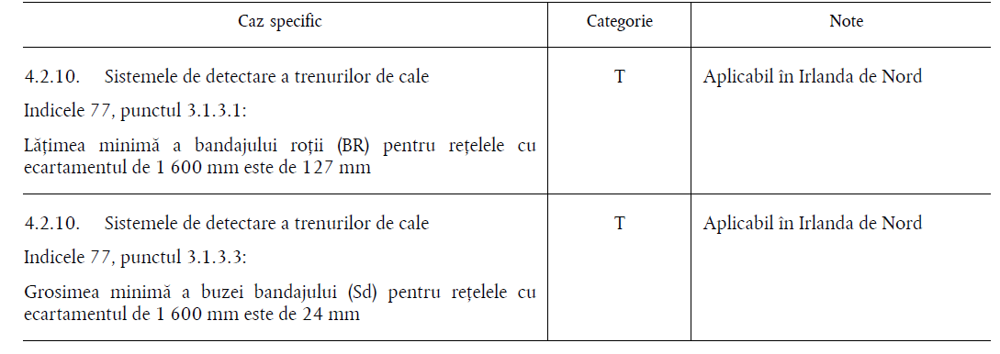 Caz specific Categorie Note
4.2.10. Sistemele de detectare a trenurilor de cale T Aplicabil în Irlanda de Nord
Indicele 77, punctul 3.1.3.1:
Lățimea minimă a bandajului roții (BR) pentru rețelele cu
ecartamentul de 1 600 mm este de 127 mm
4.2.10. Sistemele de detectare a trenurilor de cale T Aplicabil în Irlanda de Nord
Indicele 77, punctul 3.1.3.3:
Grosimea minimă a buzei bandajului (Sd) pentru rețelele cu
ecartamentul de 1 600 mm este de 24 mm